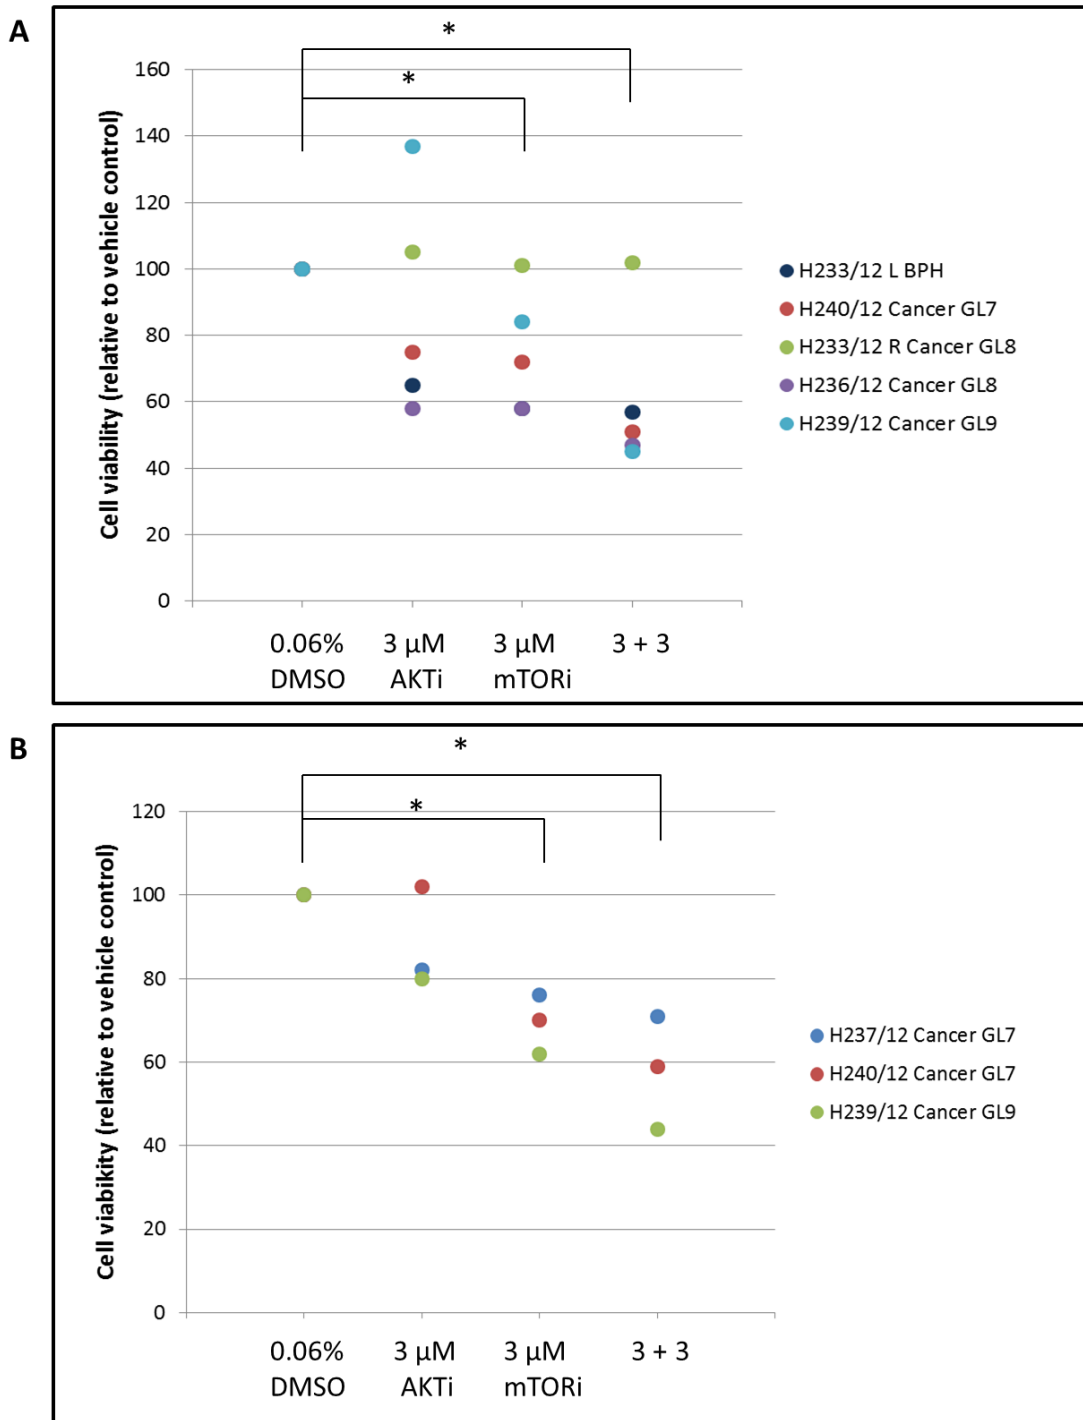 A
*
*
160
140
120
100
80
60
40
20
0
Cell viability (relative to vehicle control)
0.06%
DMSO
3 μM
AKTi
3 μM
mTORi
3 + 3
H233/12 L BPH
H240/12 Cancer GL7
H233/12 R Cancer GL8
H236/12 Cancer GL8
H239/12 Cancer GL9
B
*
*
120
100
80
60
40
20
0
Cell viabikity (relative to vehicle control)
0.06%
DMSO
3 μM
AKTi
3 μM
mTORi
3 + 3
H237/12 Cancer GL7
H240/12 Cancer GL7
H239/12 Cancer GL9